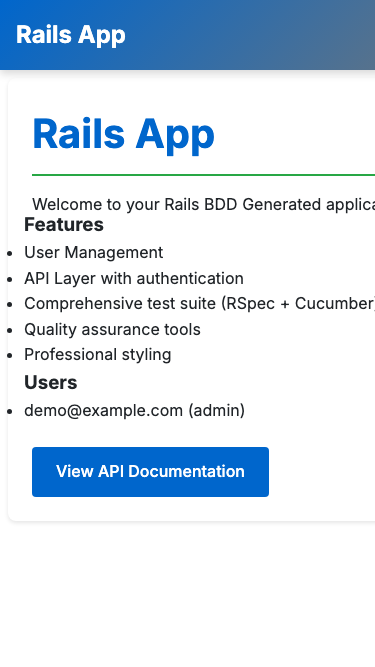 Rails App
Rails App
Welcome to your Rails BDD Generated
Features
User Management
API Layer with authentication
Comprehensive test suite (RSpec + Cucumber)
Quality assurance tools
Professional styling
Users
demo@example.com (admin)
View API Documentation